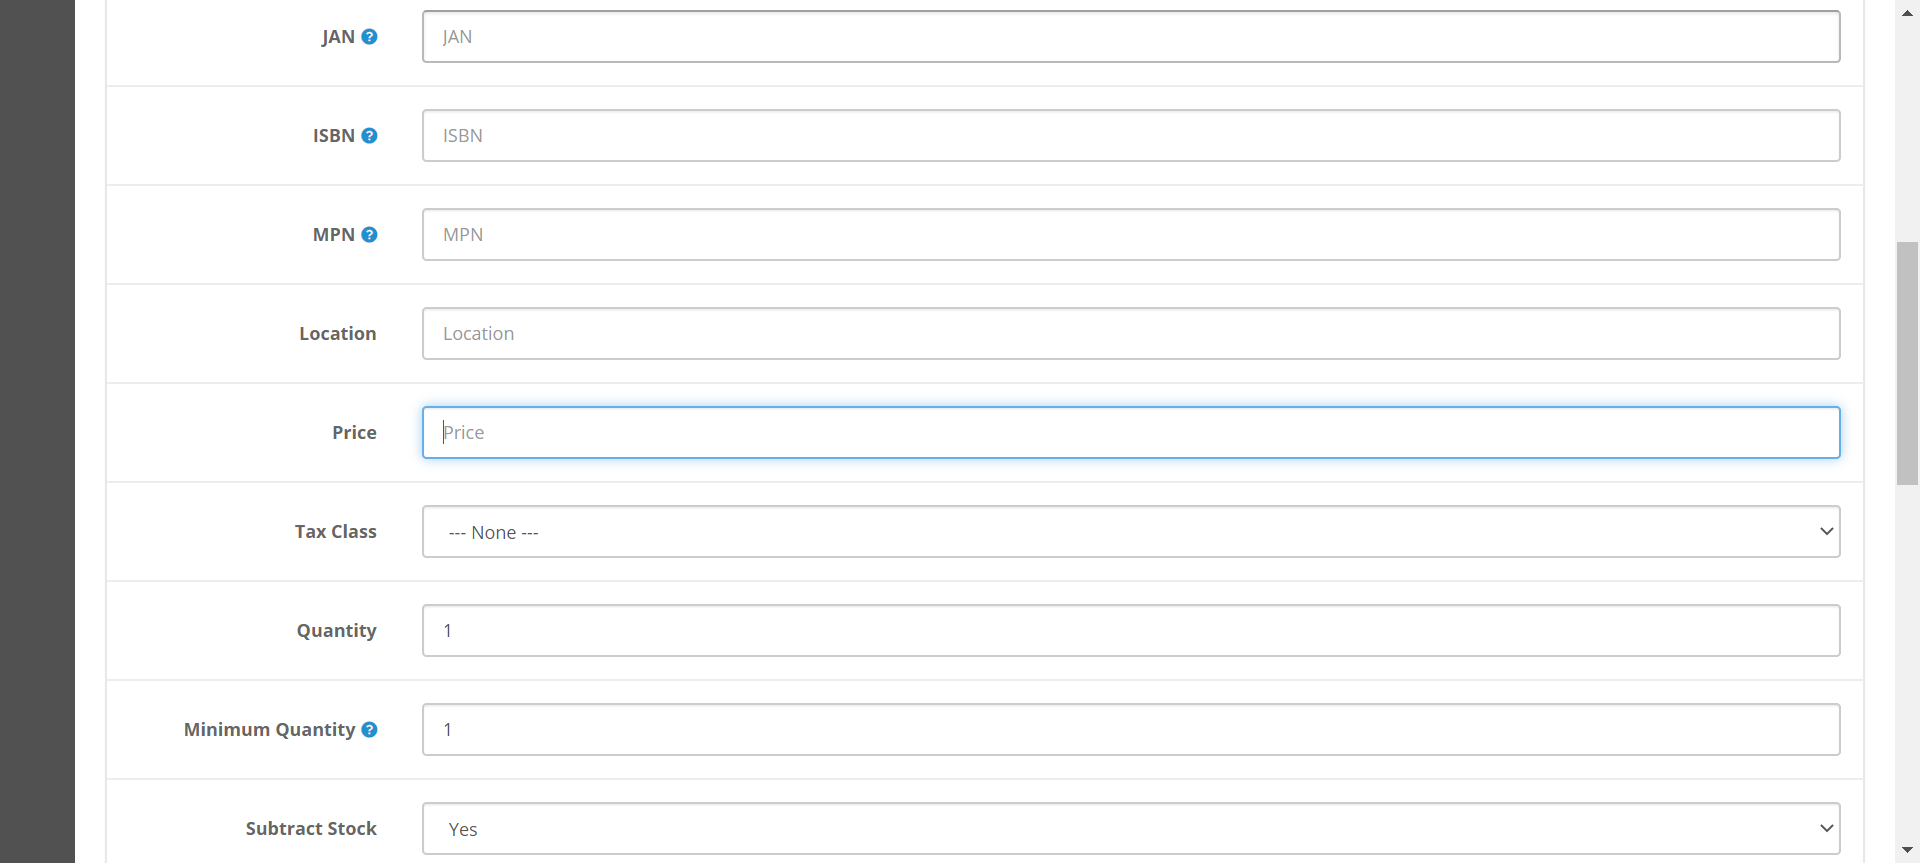 JAN ? JAN
ISBN ? ISBN
MPN ? MPN
Location Location
Price Price
Tax Class --- None ---
Quantity 1
Minimum Quantity ? 1
Subtract Stock Yes